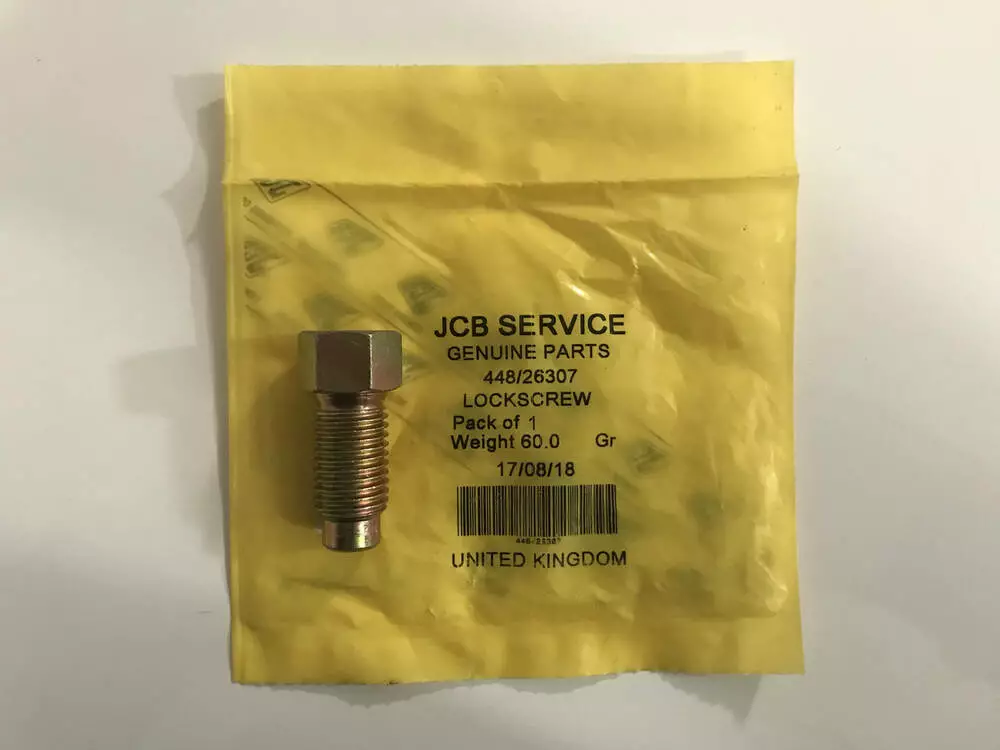 JCB SERVICE
GENUINE PARTS
448/26307
LOCKSCREW
Pack of 1
Weight 60.0 Gr
17/08/18
UNITED KINGDOM